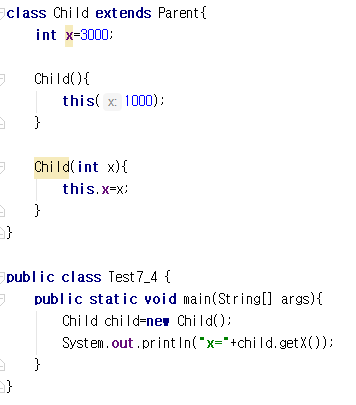 class Child extends Parent{
    int x=3000;

    Child(){
        this( x: 1000);
    }

    Child(int x){
        this.x=x;
    }
}

public class Test7_4 {
    public static void main(String[] args){
        Child child=new Child();
        System.out.println("x="+child.getX());
    }
}